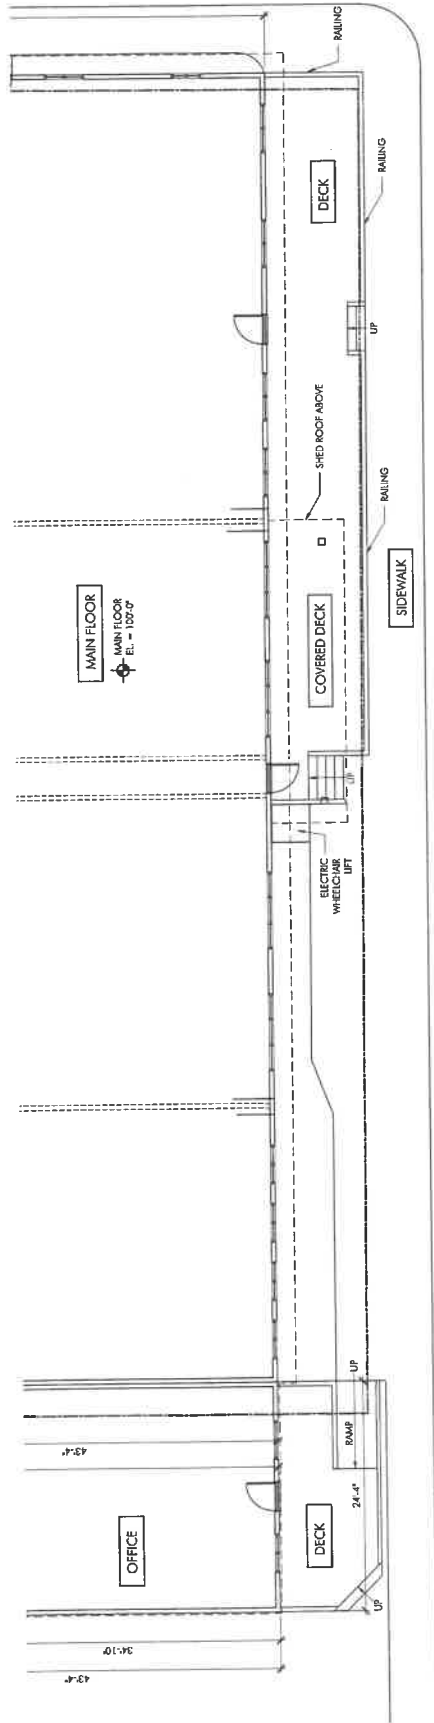 RAILING
DECK
RAILING
UP
SHED ROOF ABOVE
RAILING
MAIN FLOOR
MAIN FLOOR
EL. = 100'-0"
COVERED DECK
SIDEWALK
UP
ELECTRIC
WHEELCHAIR
LIFT
UP
RAMP
43'-4"
24'-4"
OFFICE
DECK
UP
34'-10"
43'-4"